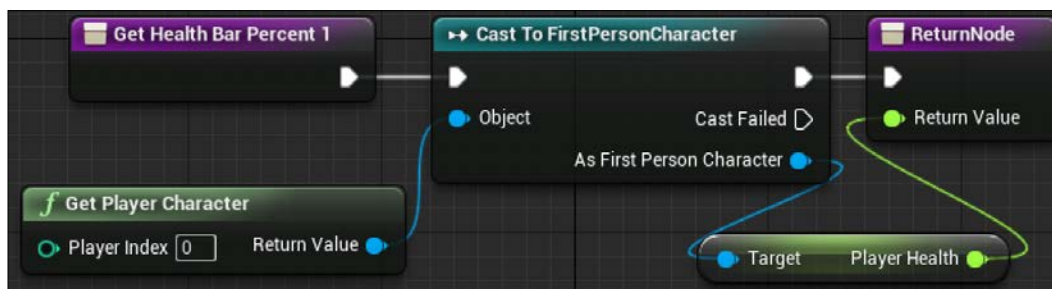 Get Health Bar Percent 1
Cast To FirstPersonCharacter
ReturnNode
Object
Cast Failed
Return Value
As First Person Character
f Get Player Character
Player Index 0
Return Value
Target
Player Health